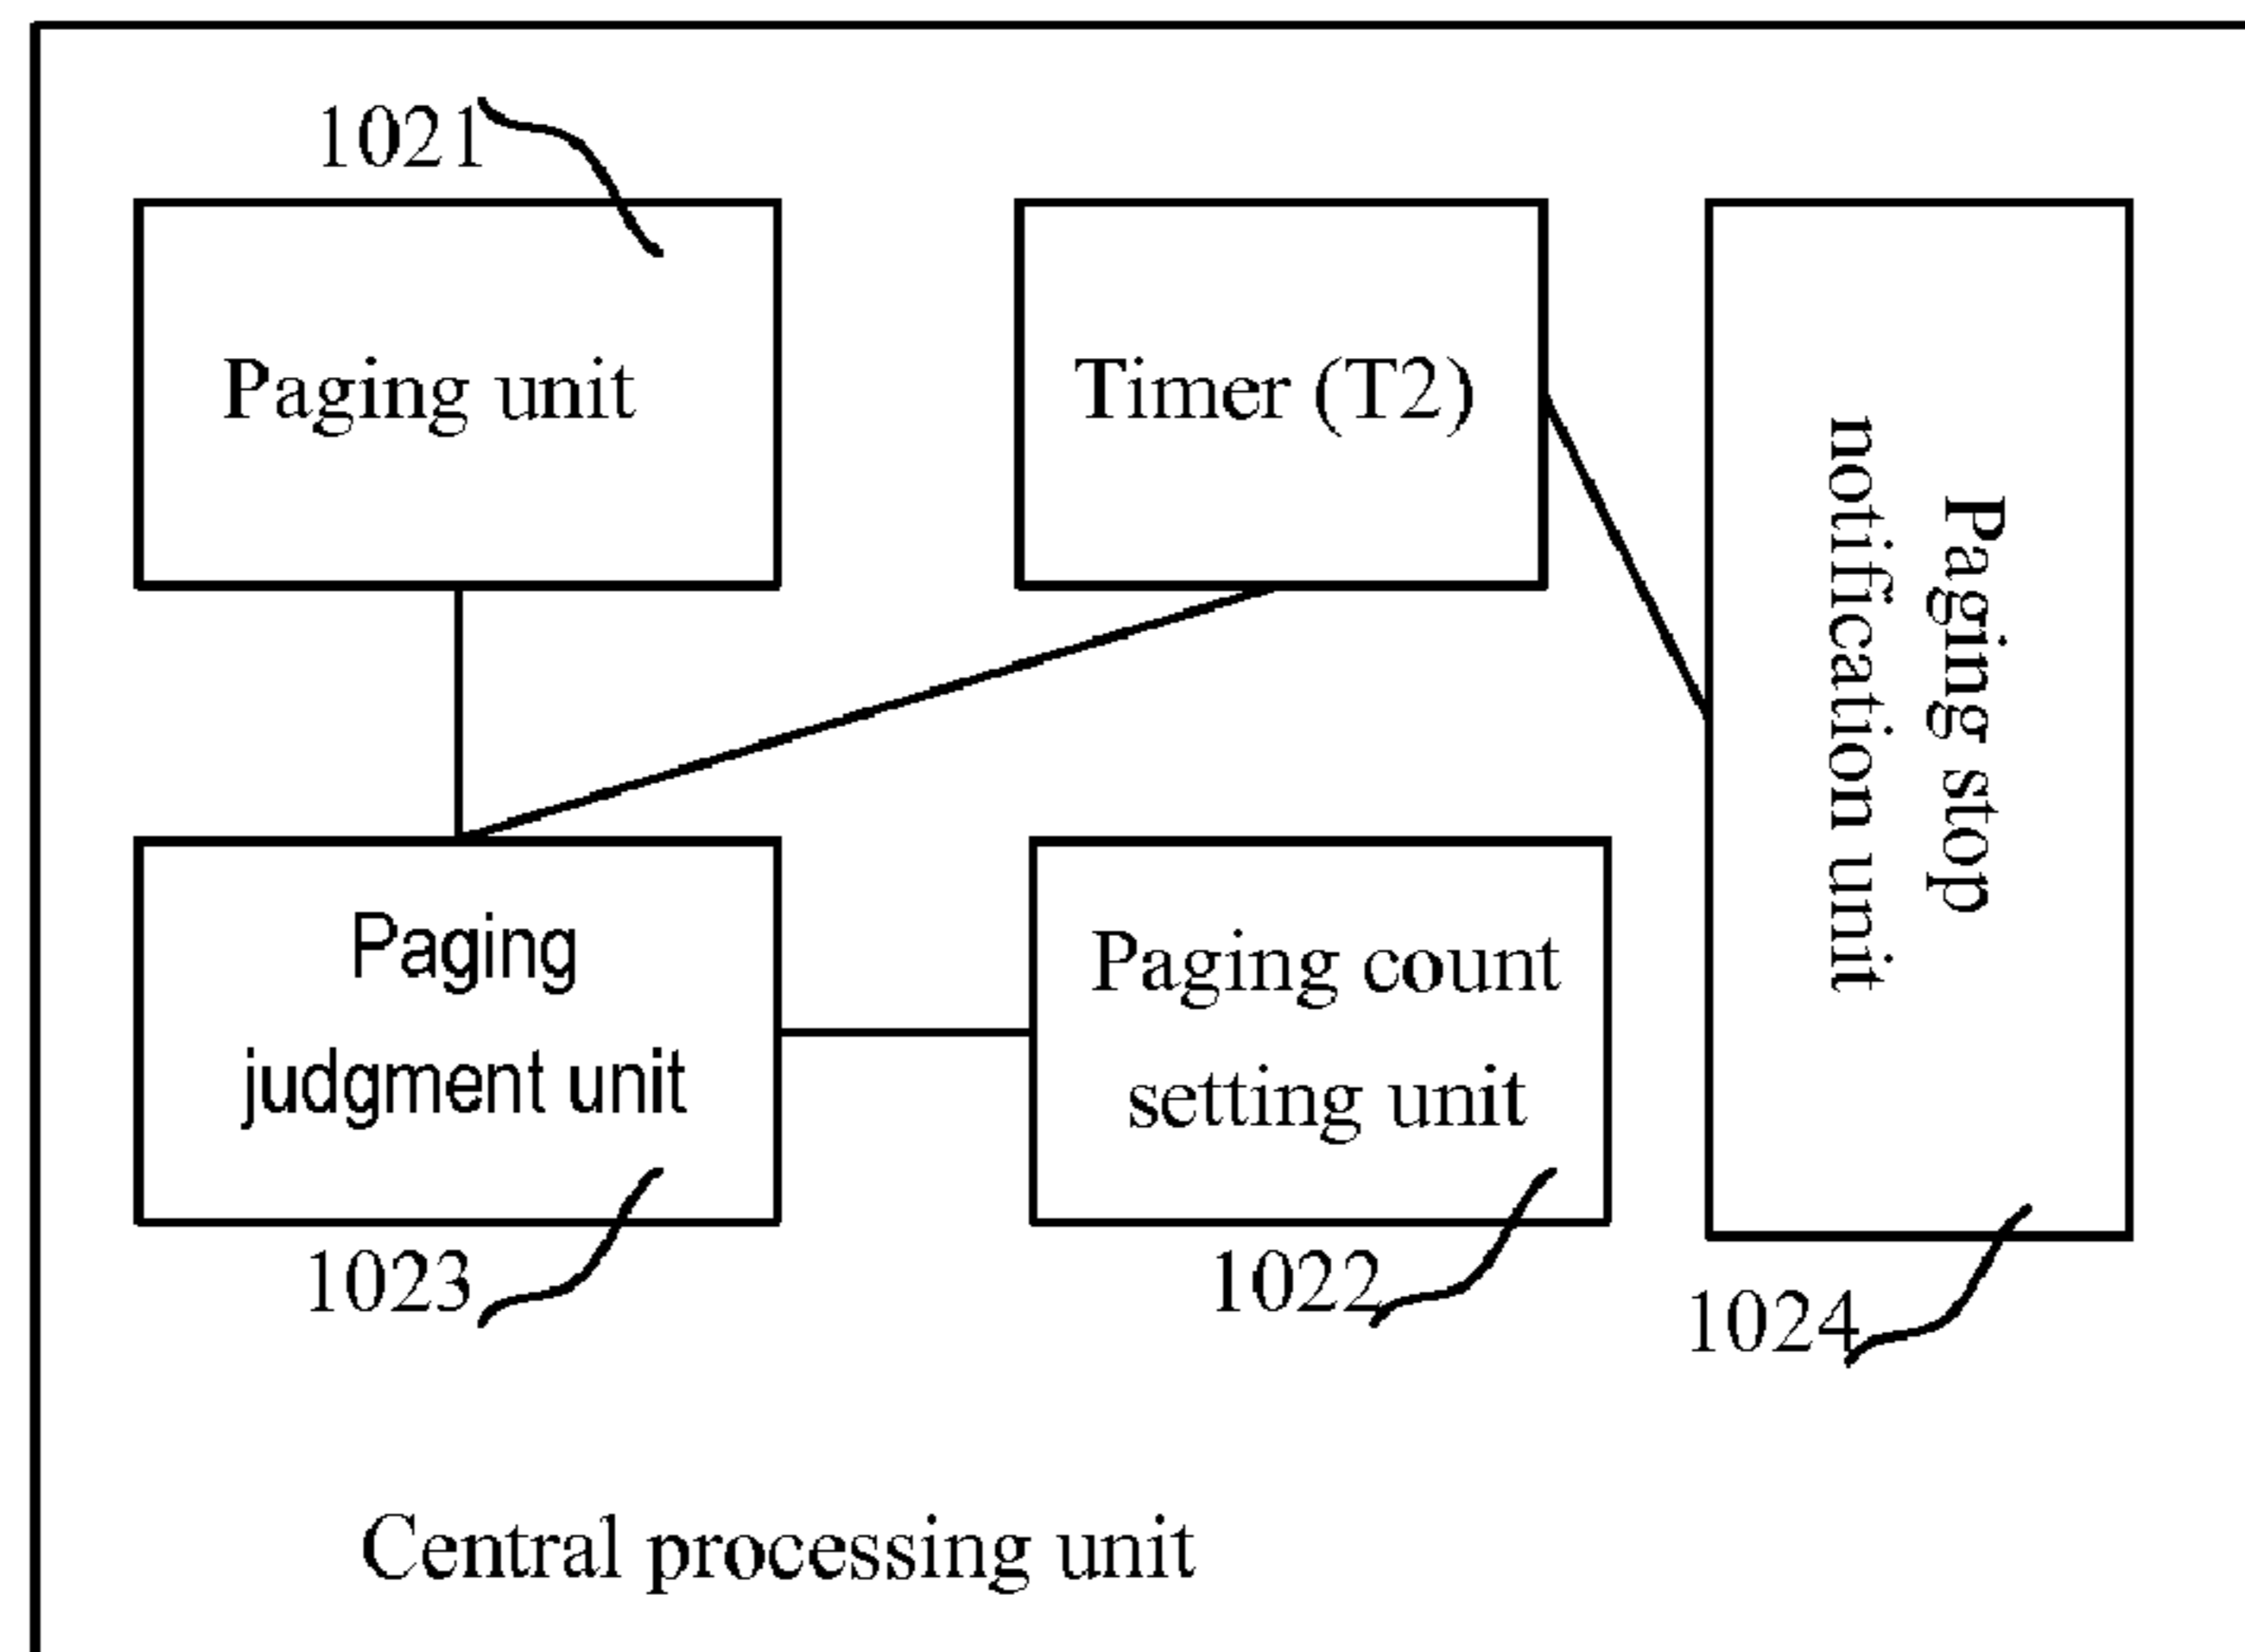 1021
Paging unit
Timer (T2)
Paging stop
notification unit
Paging
judgment unit
Paging count
setting unit
1023
1022
1024
Central processing unit